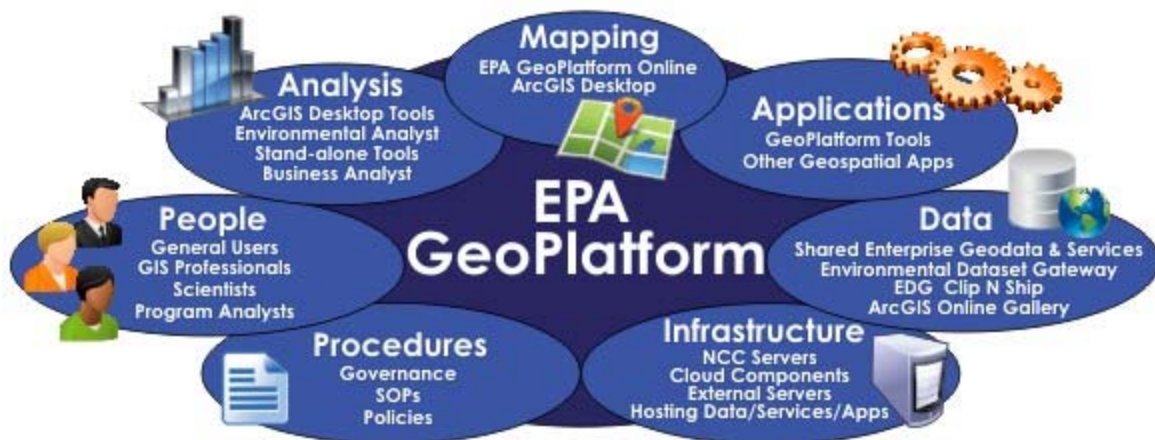 Mapping
EPA GeoPlatform Online
ArcGIS Desktop
Analysis
ArcGIS Desktop Tools
Environmental Analyst
Stand-alone Tools
Business Analyst
Applications
GeoPlatform Tools
Other Geospatial Apps
People
General Users
GIS Professionals
Scientists
Program Analysts
EPA
GeoPlatform
Data
Shared Enterprise Geodata & Services
Environmental Dataset Gateway
EDG Clip N Ship
ArcGIS Online Gallery
Procedures
Governance
SOPs
Policies
Infrastructure
NCC Servers
Cloud Components
External Servers
Hosting Data/Services/Apps